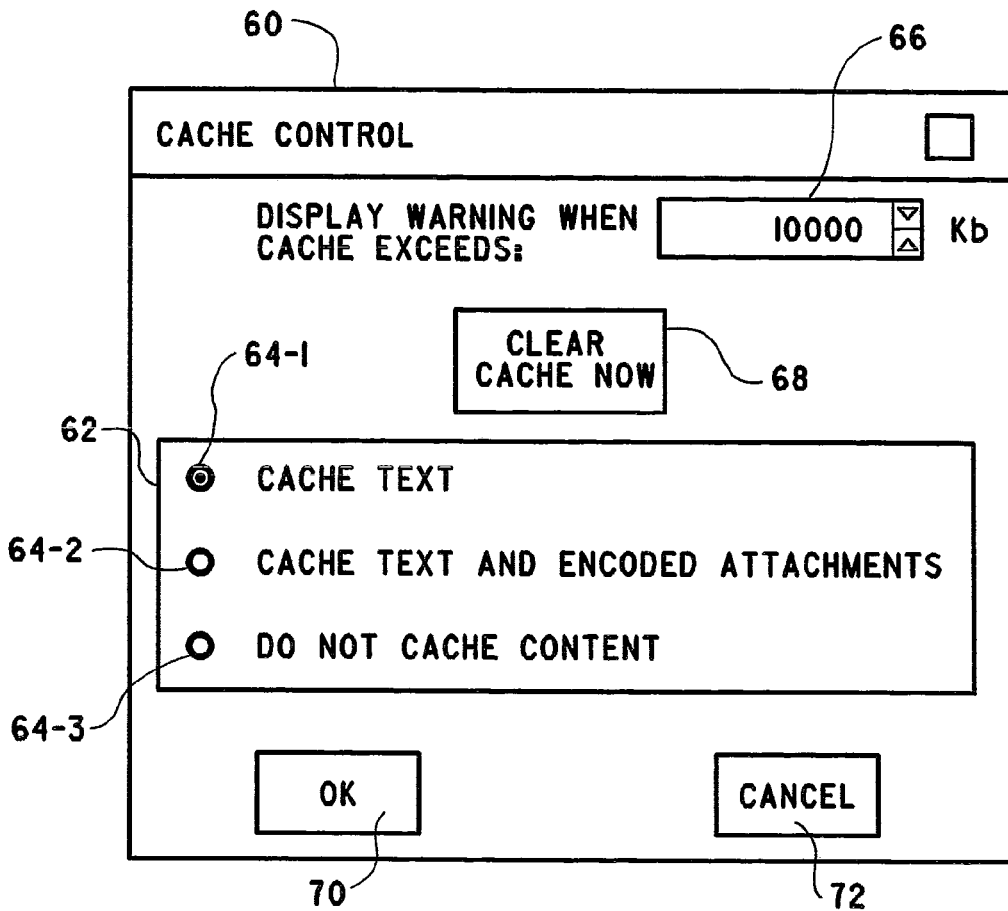 60
66
CACHE CONTROL
DISPLAY WARNING WHEN
CACHE EXCEEDS:
10000
Kb
64-1
CLEAR
CACHE NOW
68
62
CACHE TEXT
64-2
CACHE TEXT AND ENCODED ATTACHMENTS
DO NOT CACHE CONTENT
64-3
OK
CANCEL
70
72